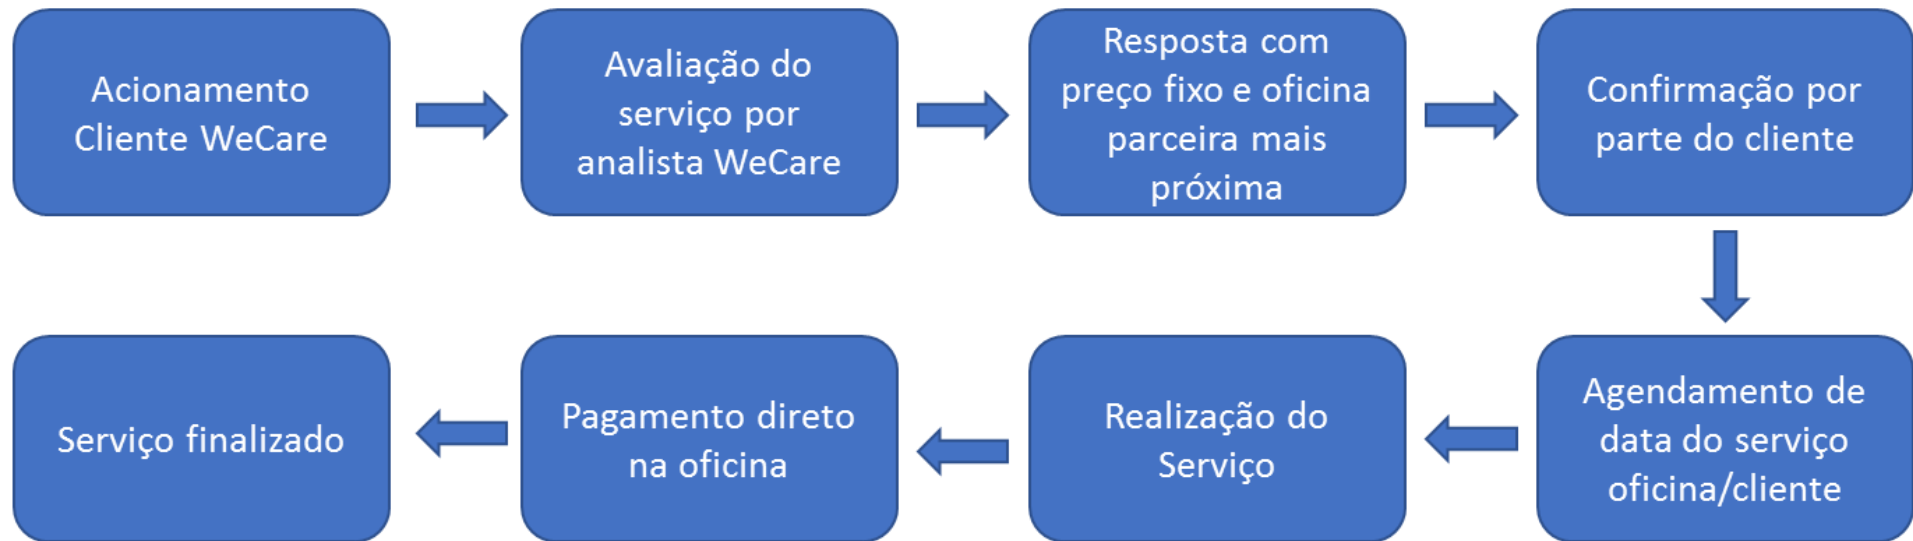 Acionamento
Cliente WeCare
Avaliação do
serviço por
analista WeCare
Resposta com
preço fixo e oficina
parceira mais
próxima
Confirmação por
parte do cliente
Agendamento de
data do serviço
oficina/cliente
Realização do
Serviço
Pagamento direto
na oficina
Serviço finalizado